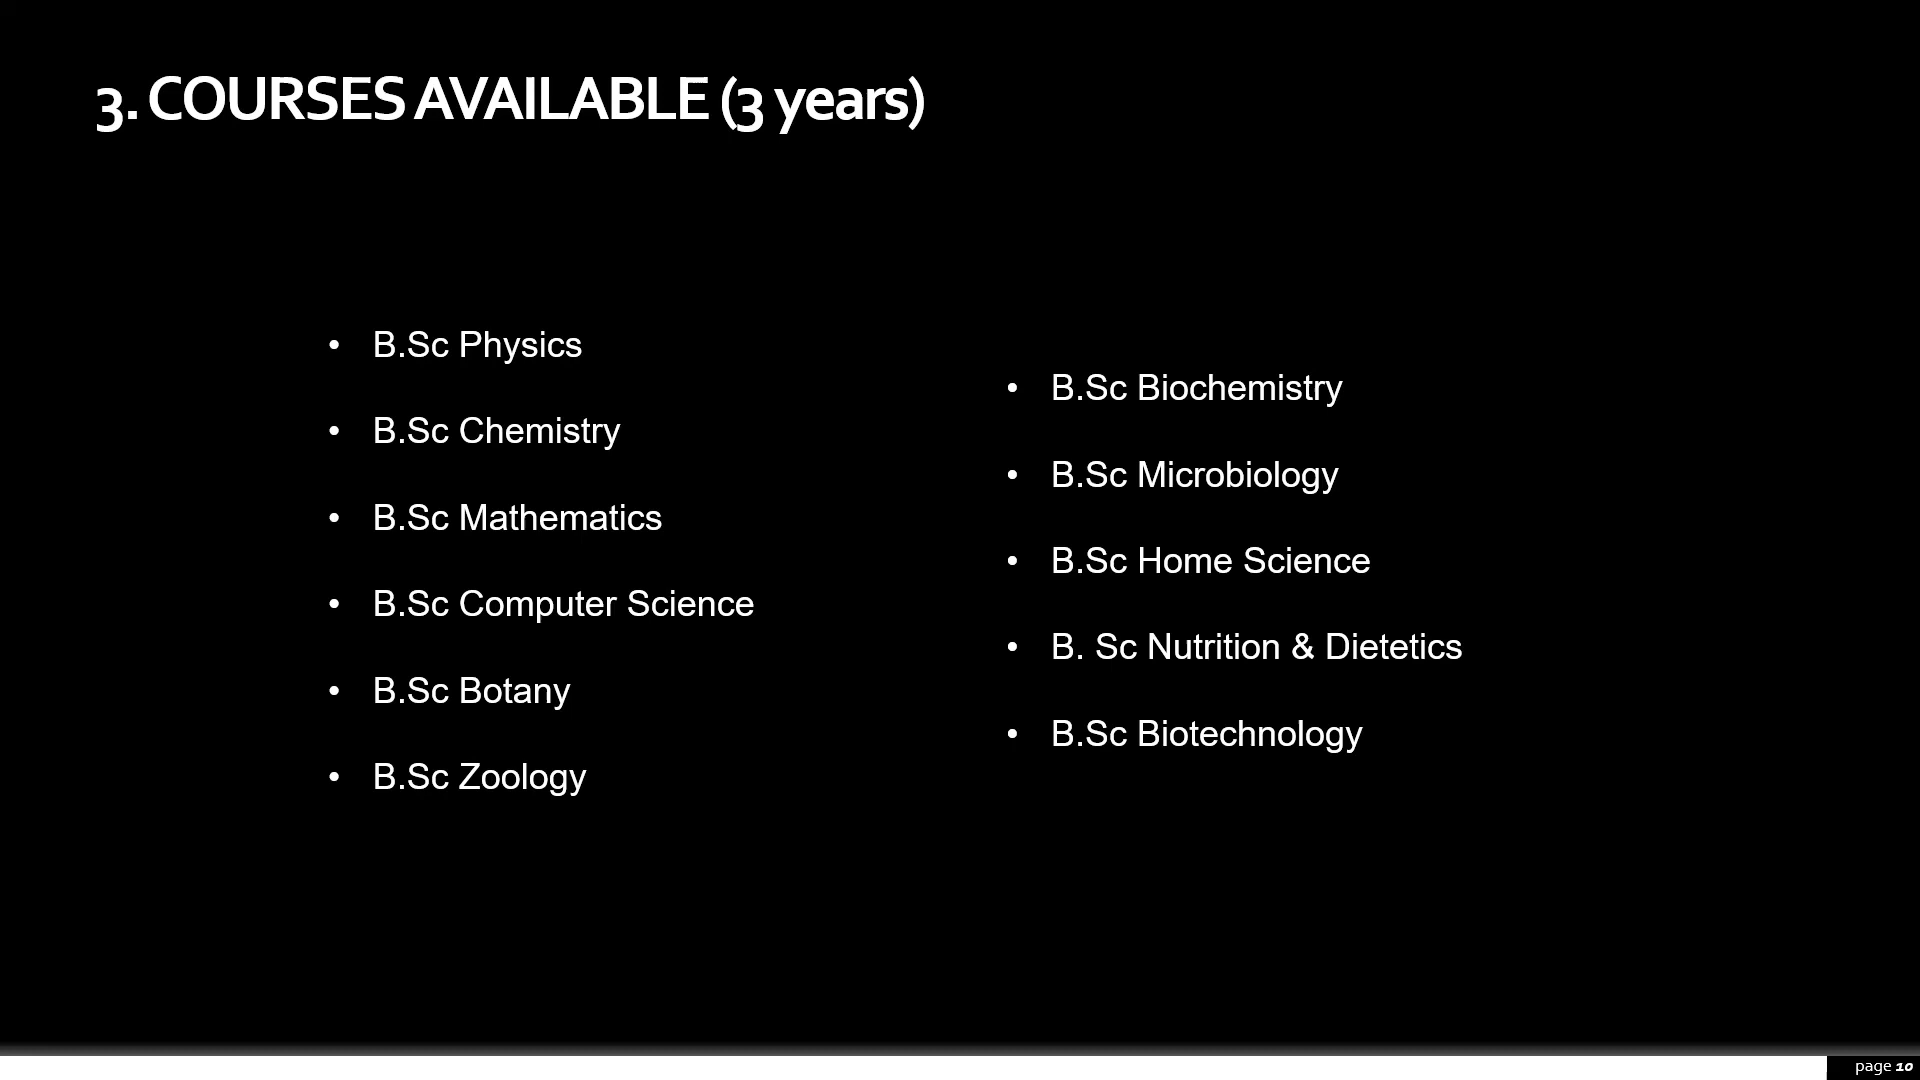 3. COURSES AVAILABLE (3 years)
• B.Sc Physics
• B.Sc Chemistry
• B.Sc Mathematics
• B.Sc Computer Science
• B.Sc Botany
• B.Sc Zoology
• B.Sc Biochemistry
• B.Sc Microbiology
• B.Sc Home Science
• B. Sc Nutrition & Dietetics
• B.Sc Biotechnology
page 10